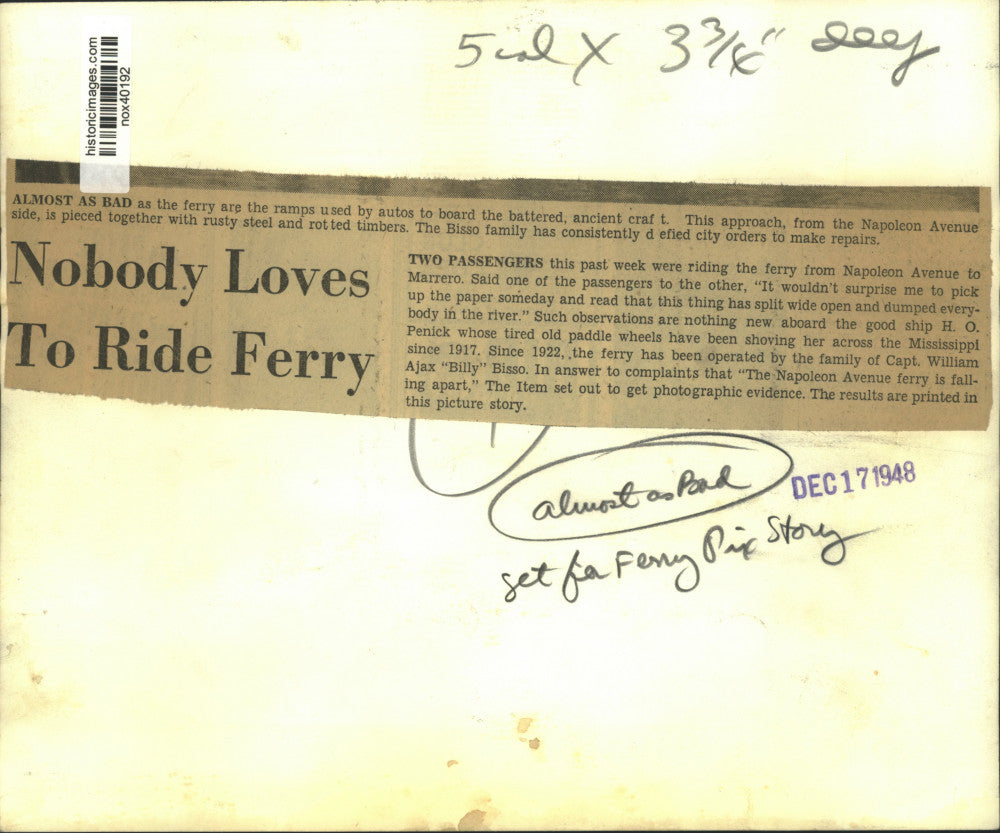 5 col X 3 3/4" deep
historicimages.com
nox40192
ALMOST AS BAD as the ferry are the ramps used by autos to board the battered, ancient craf t. This approach, from the Napoleon Avenue
side, is pieced together with rusty steel and rotted timbers. The Bisso family has consistently d efied city orders to make repairs.
Nobody Loves
To Ride Ferry
TWO PASSENGERS this past week were riding the ferry from Napoleon Avenue to
Marrero. Said one of the passengers to the other, “It wouldn’t surprise me to pick
up the paper someday and read that this thing has split wide open and dumped every-
body in the river.” Such observations are nothing new aboard the good ship H. O.
Penick whose tired old paddle wheels have been shoving her across the Mississippi
since 1917. Since 1922, the ferry has been operated by the family of Capt. William
Ajax “Billy” Bisso. In answer to complaints that “The Napoleon Avenue ferry is fall-
ing apart,” The Item set out to get photographic evidence. The results are printed in
this picture story.
almost as Bad
DEC 17 1948
set for Ferry Pix Story